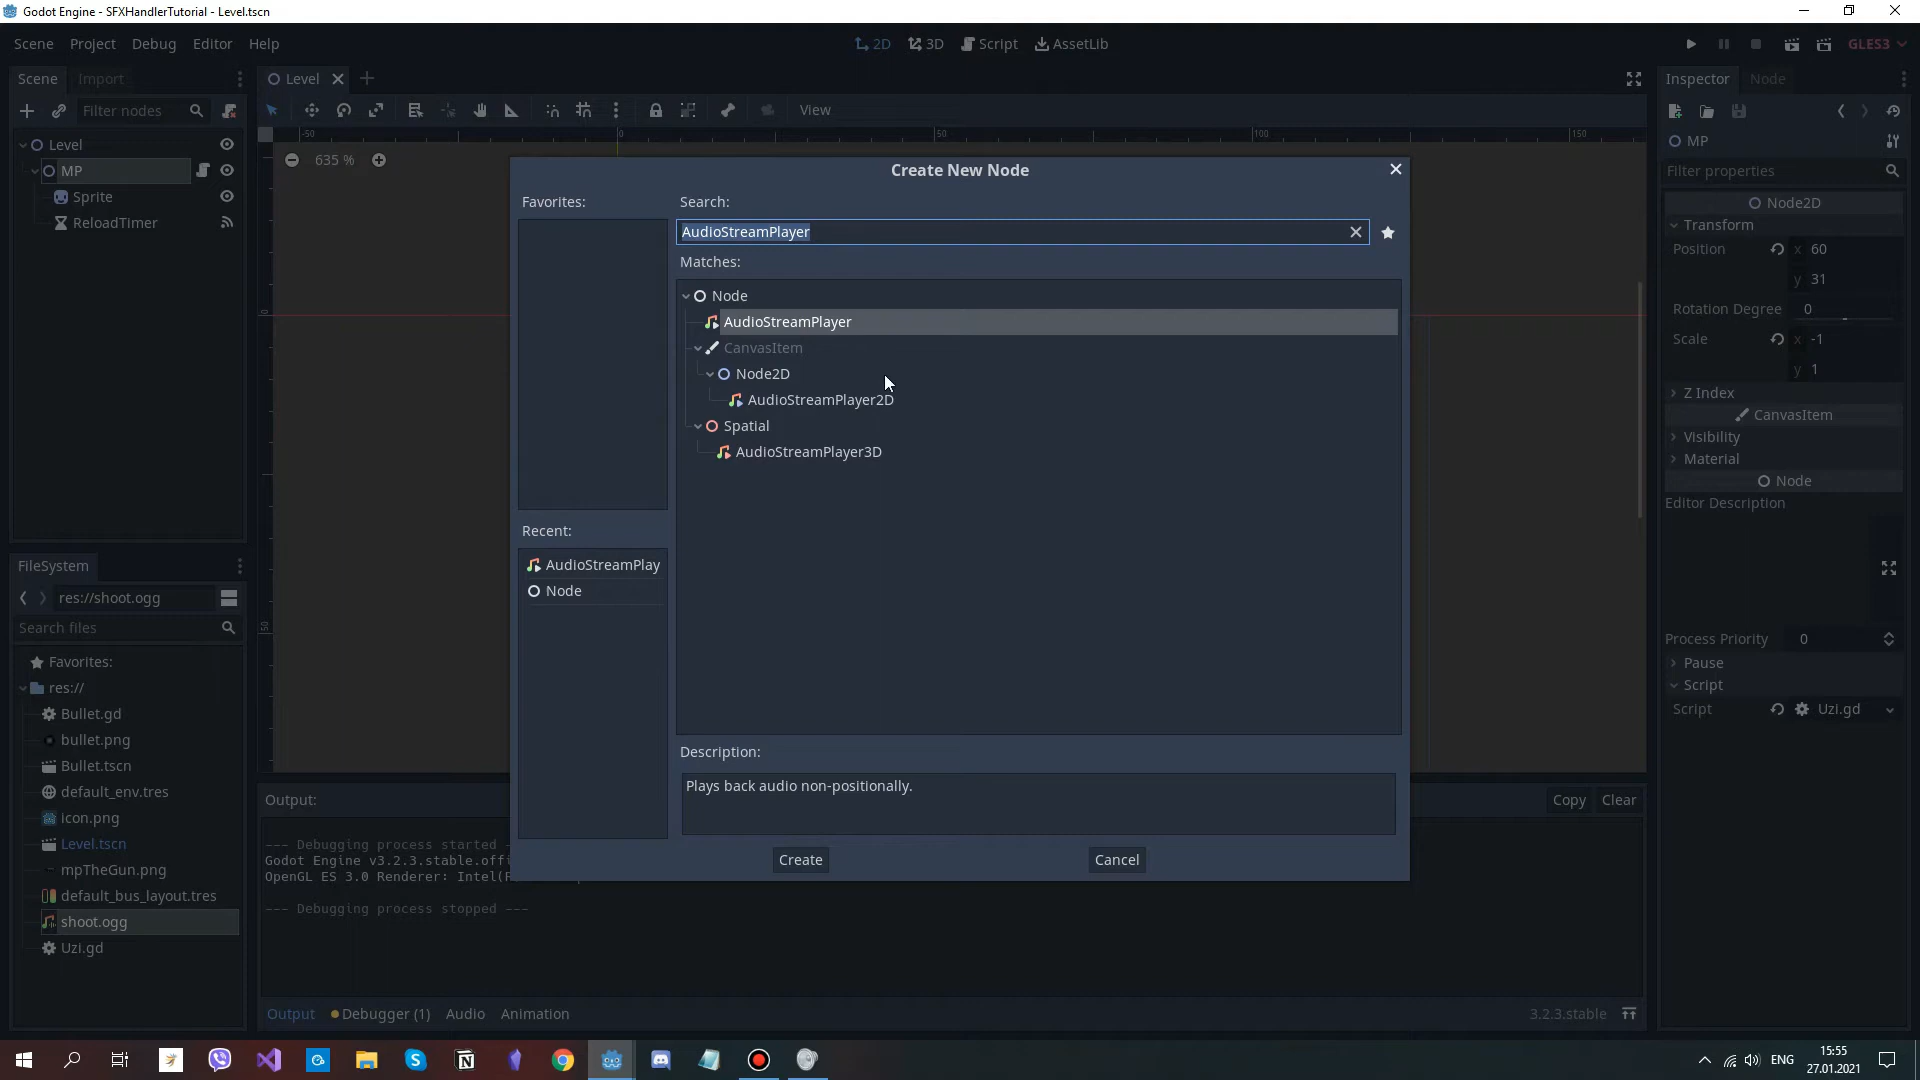 Godot Engine - SFXHandlerTutorial - Level.tscn
Scene Project Debug Editor Help
2D 3D Script AssetLib
GLES3
Scene Import
Level
Inspector Node
Filter nodes
View
Level
MP
Sprite
ReloadTimer
-50 0 50 100 150
635 %
0
50
MP
Filter properties
Node2D
Transform
Position x 60
y 31
Rotation Degree 0
Scale x -1
y 1
Z Index
CanvasItem
Visibility
Material
Node
Editor Description
Process Priority 0
Pause
Script
Script Uzi.gd
Create New Node
Favorites:
Search:
AudioStreamPlayer
Matches:
Node
AudioStreamPlayer
CanvasItem
Node2D
AudioStreamPlayer2D
Spatial
AudioStreamPlayer3D
Recent:
AudioStreamPlay
Node
Description:
Plays back audio non-positionally.
Create Cancel
FileSystem
res://shoot.ogg
Search files
Favorites:
res://
Bullet.gd
bullet.png
Bullet.tscn
default_env.tres
icon.png
Level.tscn
mpTheGun.png
default_bus_layout.tres
shoot.ogg
Uzi.gd
Output:
Copy Clear
--- Debugging process started
Godot Engine v3.2.3.stable.offi
OpenGL ES 3.0 Renderer: Intel(
--- Debugging process stopped ---
Output Debugger (1) Audio Animation
3.2.3.stable
ENG
15:55
27.01.2021